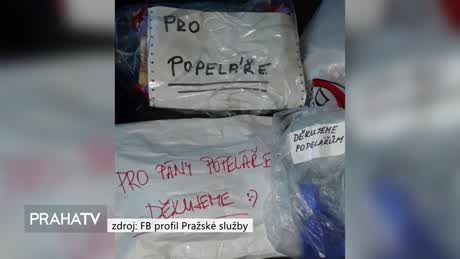 PRO
POPELÁŘE
PRO PÁNY POPELÁŘE
DĚKUJEME :)
DĚKUJEME
POPELÁŘŮM
PRAHATV
zdroj: FB profil Pražské služby